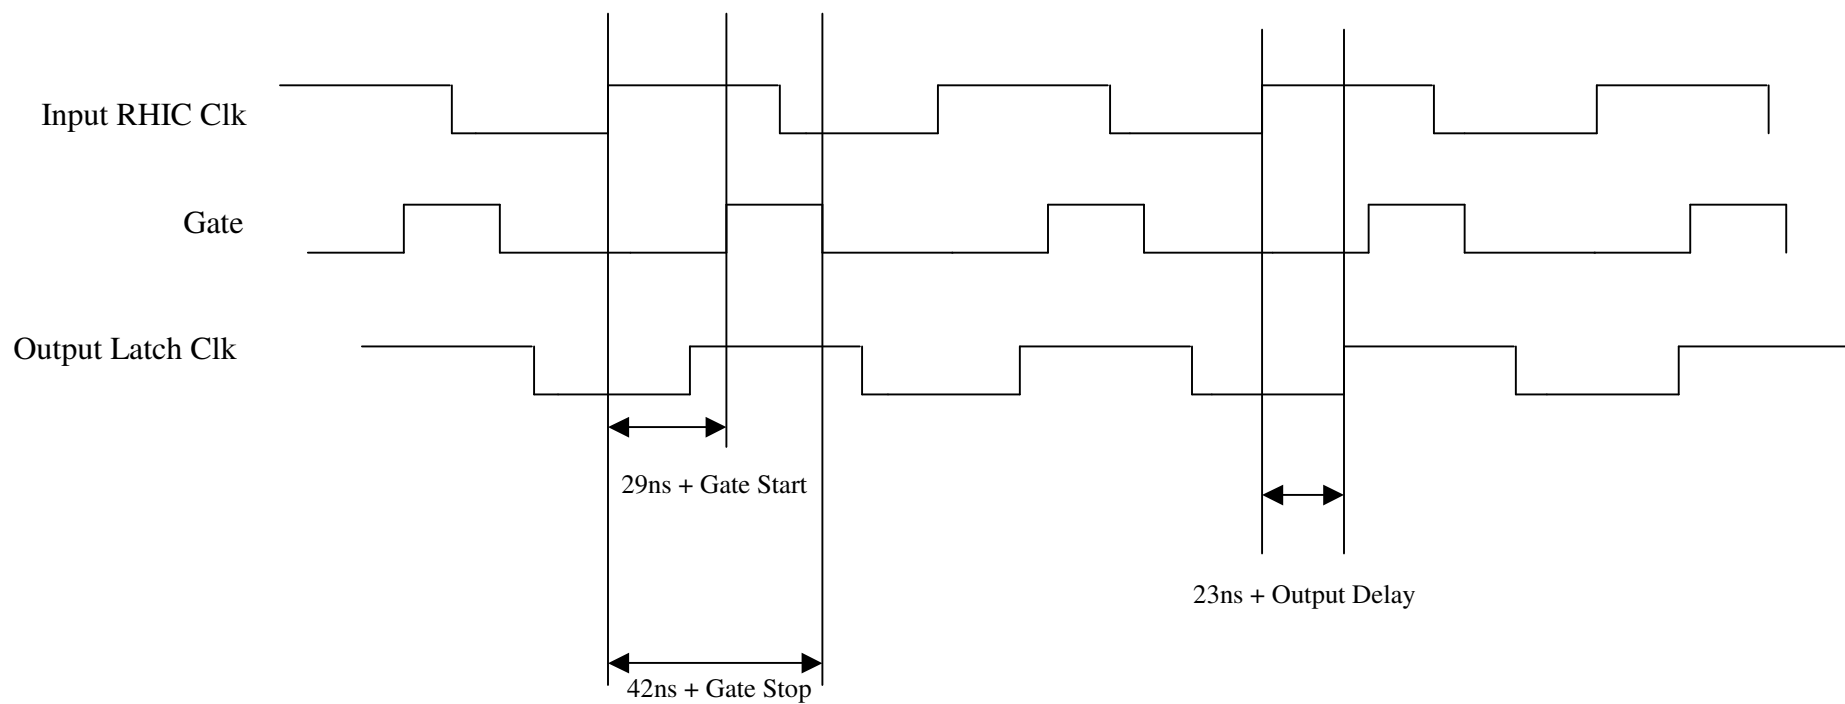 Input RHIC Clk
Gate
Output Latch Clk
29ns + Gate Start
23ns + Output Delay
42ns + Gate Stop